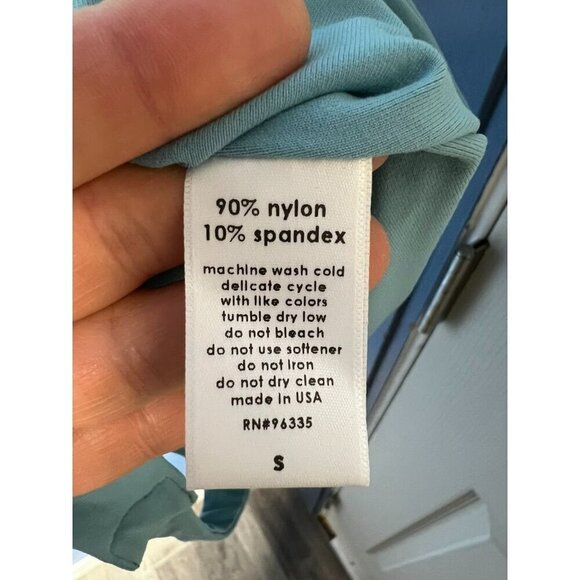 90% nylon
10% spandex
machine wash cold
delicate cycle
with like colors
tumble dry low
do not bleach
do not use softener
do not iron
do not dry clean
made in USA
RN#96335
S